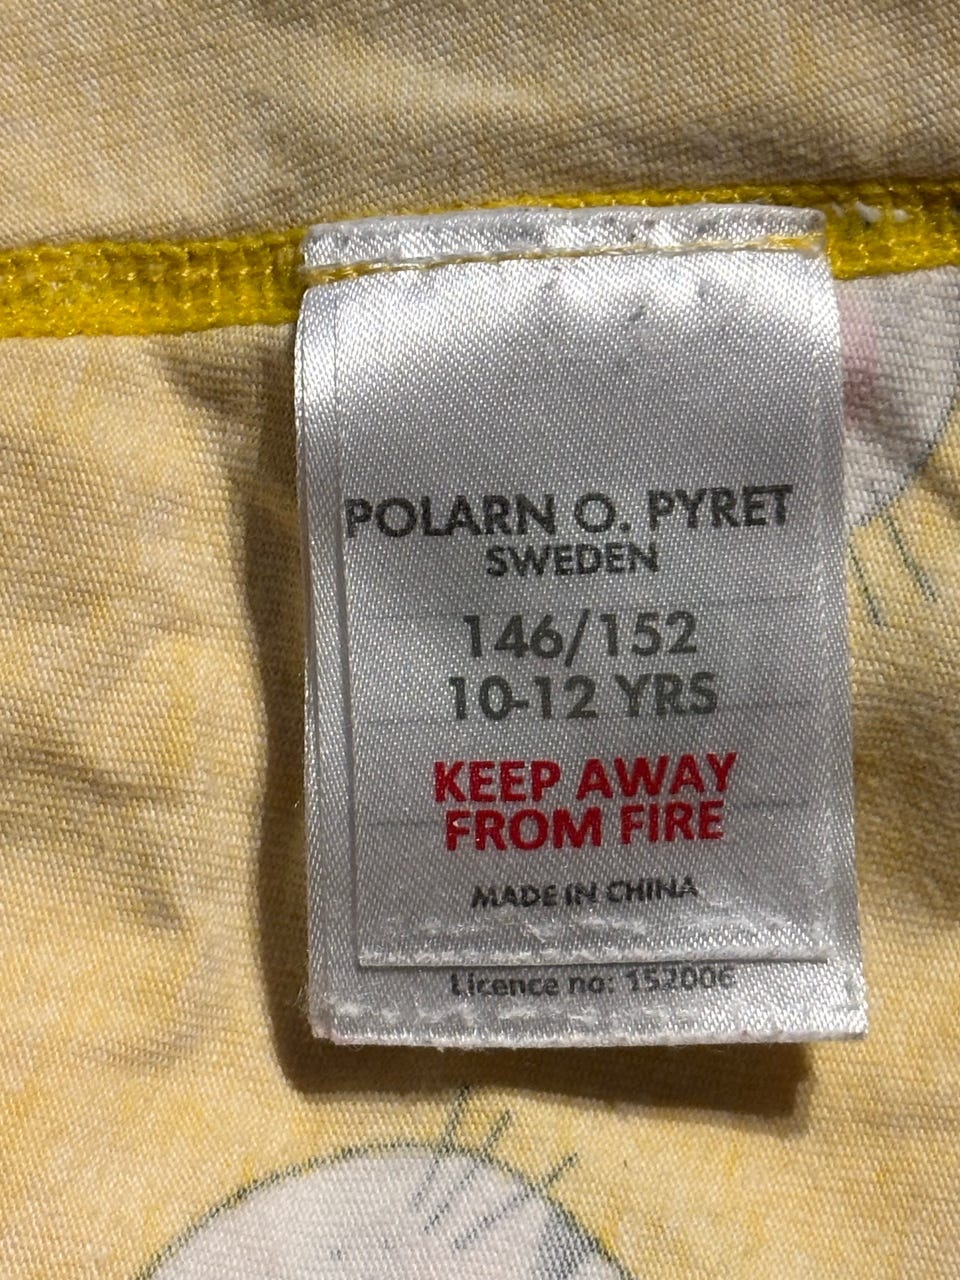 POLARN O. PYRET
SWEDEN
146/152
10-12 YRS
KEEP AWAY
FROM FIRE
MADE IN CHINA
Licence no: 152006